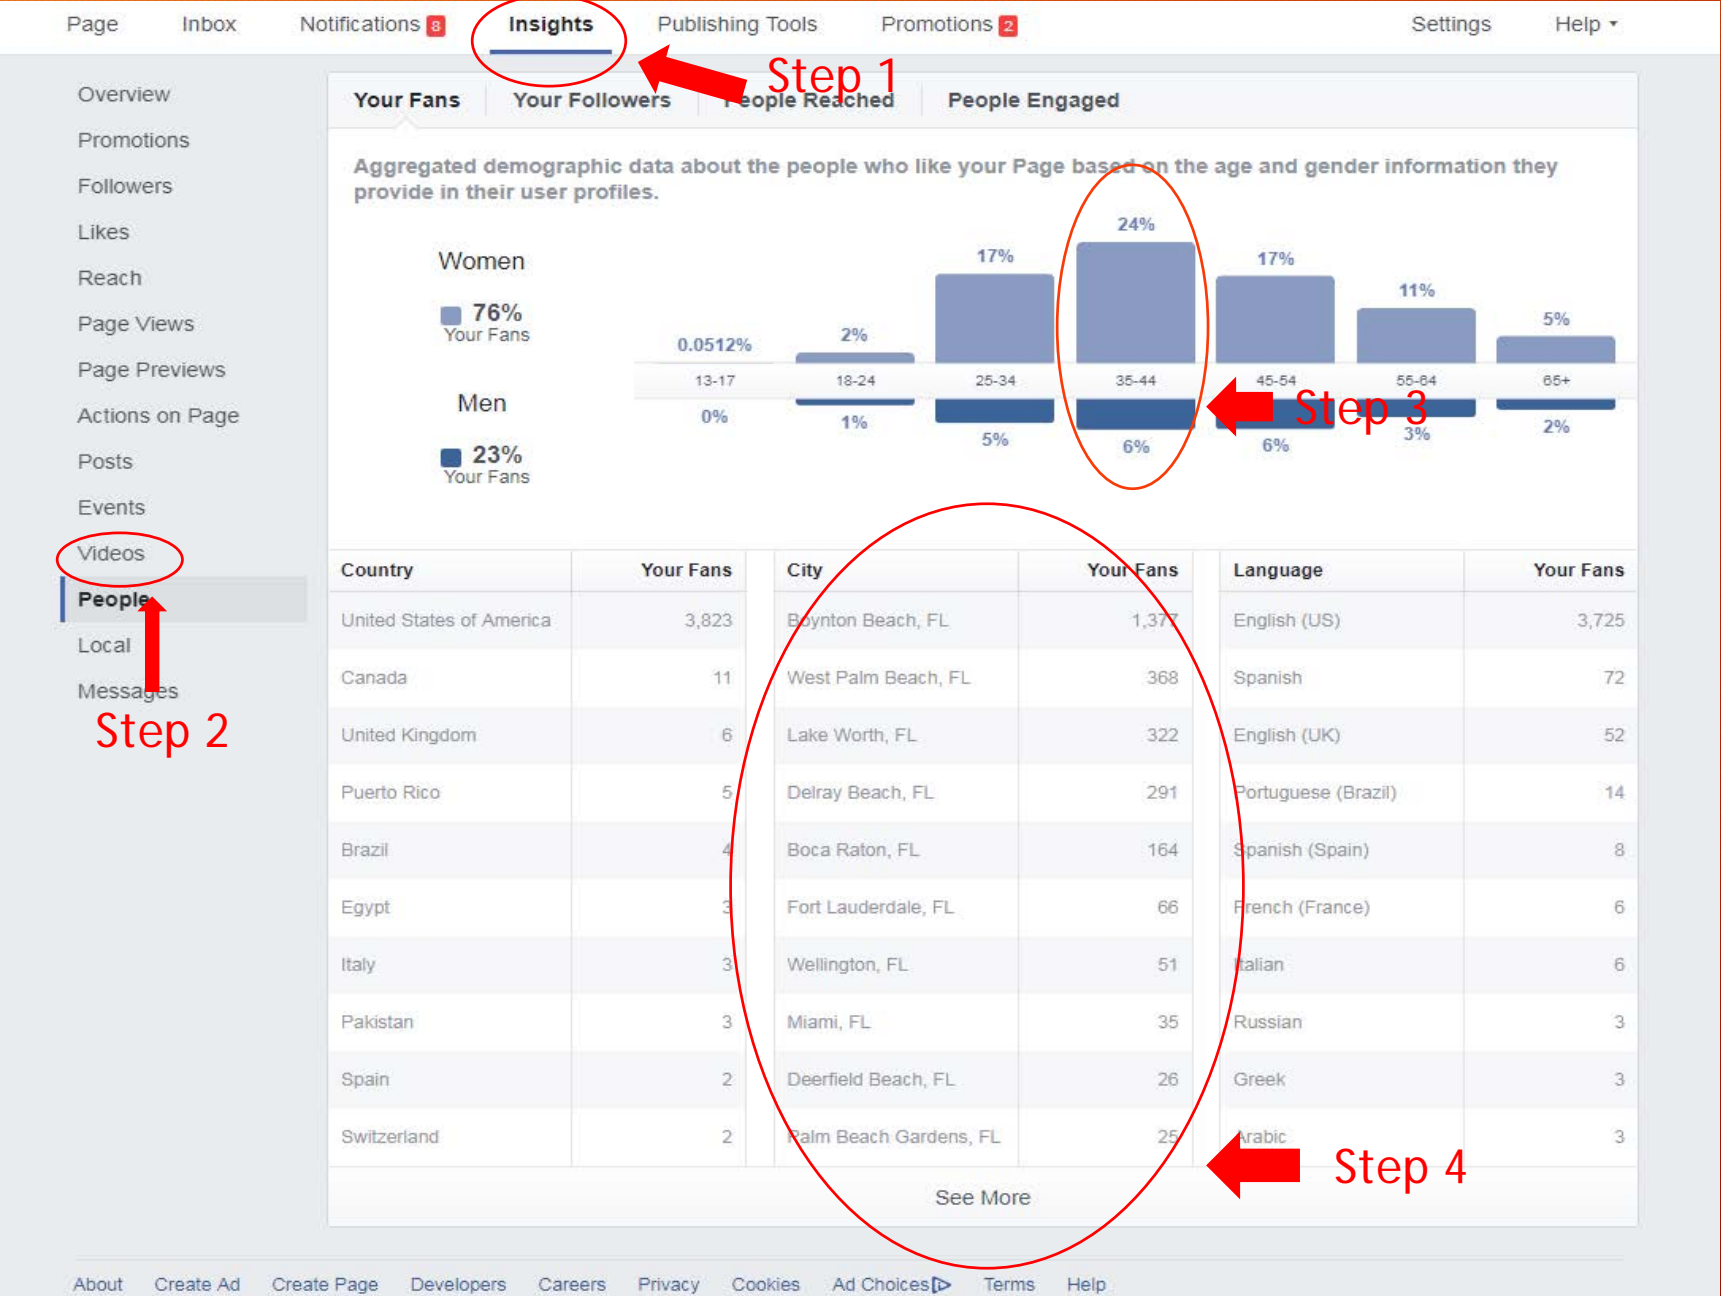 Page Inbox Notifications 8 Insights Publishing Tools Promotions 2 Settings Help
Step 1
Overview
Promotions
Followers
Likes
Reach
Page Views
Page Previews
Actions on Page
Posts
Events
Videos
People
Local
Messages
Step 2
Your Fans Your Followers People Reached People Engaged
Aggregated demographic data about the people who like your Page based on the age and gender information they
provide in their user profiles.
Women
76%
Your Fans
0.0512% 2% 17% 24% 17% 11% 5%
13-17 18-24 25-34 35-44 45-54 55-64 65+
Men
23%
Your Fans
0% 1% 5% 6% 6% 3% 2%
Step 3
Country Your Fans City Your Fans Language Your Fans
United States of America 3,823 Boynton Beach, FL 1,377 English (US) 3,725
Canada 11 West Palm Beach, FL 368 Spanish 72
United Kingdom 6 Lake Worth, FL 322 English (UK) 52
Puerto Rico 5 Delray Beach, FL 291 Portuguese (Brazil) 14
Brazil 4 Boca Raton, FL 164 Spanish (Spain) 8
Egypt 3 Fort Lauderdale, FL 66 French (France) 6
Italy 3 Wellington, FL 51 Italian 6
Pakistan 3 Miami, FL 35 Russian 3
Spain 2 Deerfield Beach, FL 26 Greek 3
Switzerland 2 Palm Beach Gardens, FL 25 Arabic 3
Step 4
See More
About Create Ad Create Page Developers Careers Privacy Cookies Ad Choices Terms Help